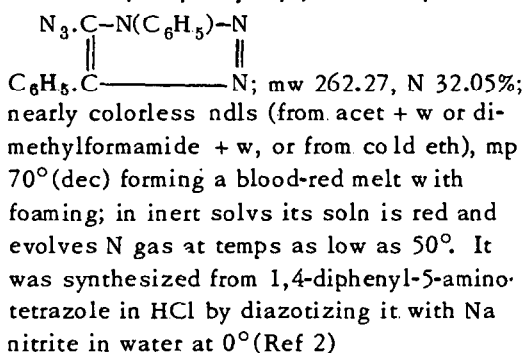 N₃.C–N(C₆H₅)–N
‖ ‖
C₆H₅.C————N; mw 262.27, N 32.05%;
nearly colorless ndls (from acet + w or di-
methylformamide + w, or from cold eth), mp
70°(dec) forming a blood-red melt with
foaming; in inert solvs its soln is red and
evolves N gas at temps as low as 50°. It
was synthesized from 1,4-diphenyl-5-amino-
tetrazole in HCl by diazotizing it with Na
nitrite in water at 0°(Ref 2)